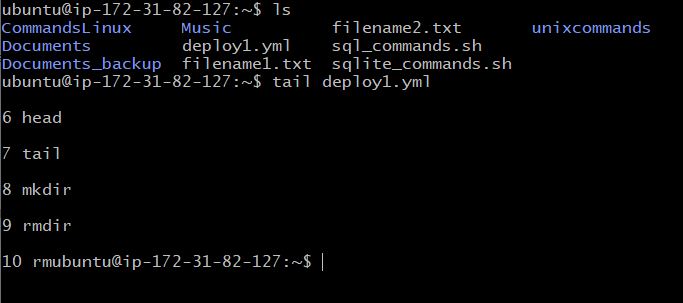 ubuntu@ip-172-31-82-127:~$ ls
CommandsLinux Music filename2.txt unixcommands
Documents deploy1.yml sql_commands.sh
Documents_backup filename1.txt sqlite_commands.sh
ubuntu@ip-172-31-82-127:~$ tail deploy1.yml
6 head
7 tail
8 mkdir
9 rmdir
10 rmubuntu@ip-172-31-82-127:~$